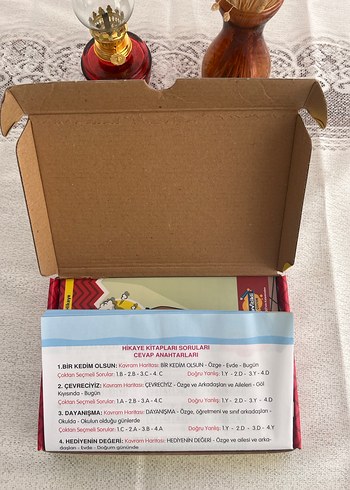 HİKAYE KİTAPLARI SORULARI
CEVAP ANAHTARLARI
1.BİR KEDİM OLSUN: Kavram Haritası: BİR KEDİM OLSUN - Özge - Evde - Bugün
Çoktan Seçmeli Sorular: 1.B - 2.B - 3.C - 4. C Doğru Yanlış: 1.Y - 2.D - 3.Y - 4.D
2. ÇEVRECİYİZ: Kavram Haritası: ÇEVRECİYİZ - Özge ve Arkadaşları ve Aileleri - Göl
Kıyısında - Bugün
Çoktan Seçmeli Sorular: 1.A - 2.B - 3.A - 4.C Doğru Yanlış: 1.Y - 2.D - 3.Y - 4.D
3. DAYANIŞMA: Kavram Haritası: DAYANIŞMA - Özge, öğretmeni ve sınıf arkadaşları -
Okulda - Okulun olduğu günlerde
Çoktan Seçmeli Sorular: 1.C - 2.A - 3.B - 4.A Doğru Yanlış: 1.Y - 2.D - 3.D - 4.Y
4. HEDİYENİN DEĞERİ: Kavram Haritası: HEDİYENİN DEĞERİ - Özge ve ailesi ve arka-
daşları - Evde - Doğum gününde